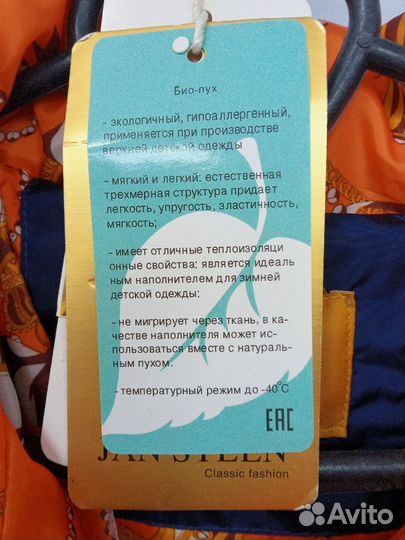 Био-пух
- экологичный, гипоаллергенный,
применяется при производстве
верхней детской одежды
- мягкий и легкий: естественная
трехмерная структура придает
легкость, упругость, эластичность,
мягкость;
- имеет отличные теплоизоляци
онные свойства: является идеаль
ным наполнителем для зимней
детской одежды:
- не мигрирует через ткань, в ка-
честве наполнителя может ис-
пользоваться вместе с натураль-
ным пухом.
- температурный режим до -40°С
ЕАС
JAN STEEN
Classic fashion
Avito